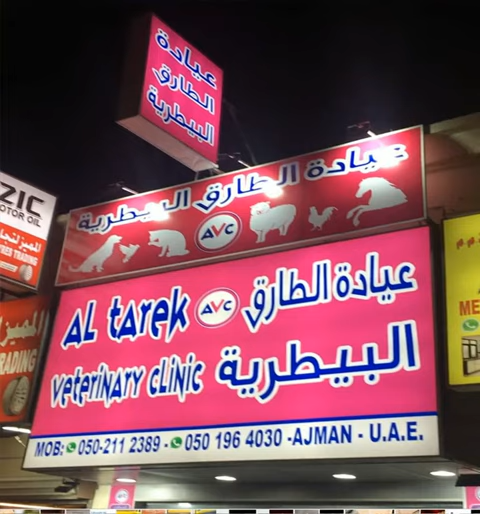 عيادة
الطارق
البيطرية
عيادة الطارق البيطرية
AVC
ZIC
MOTOR OIL
AL tarek
AVC
عيادة الطارق
veteriNARY cliNic
البيطرية
MOB: 050-211 2389 - 050 196 4030 -AJMAN - U.A.E.
المميز
TRADING